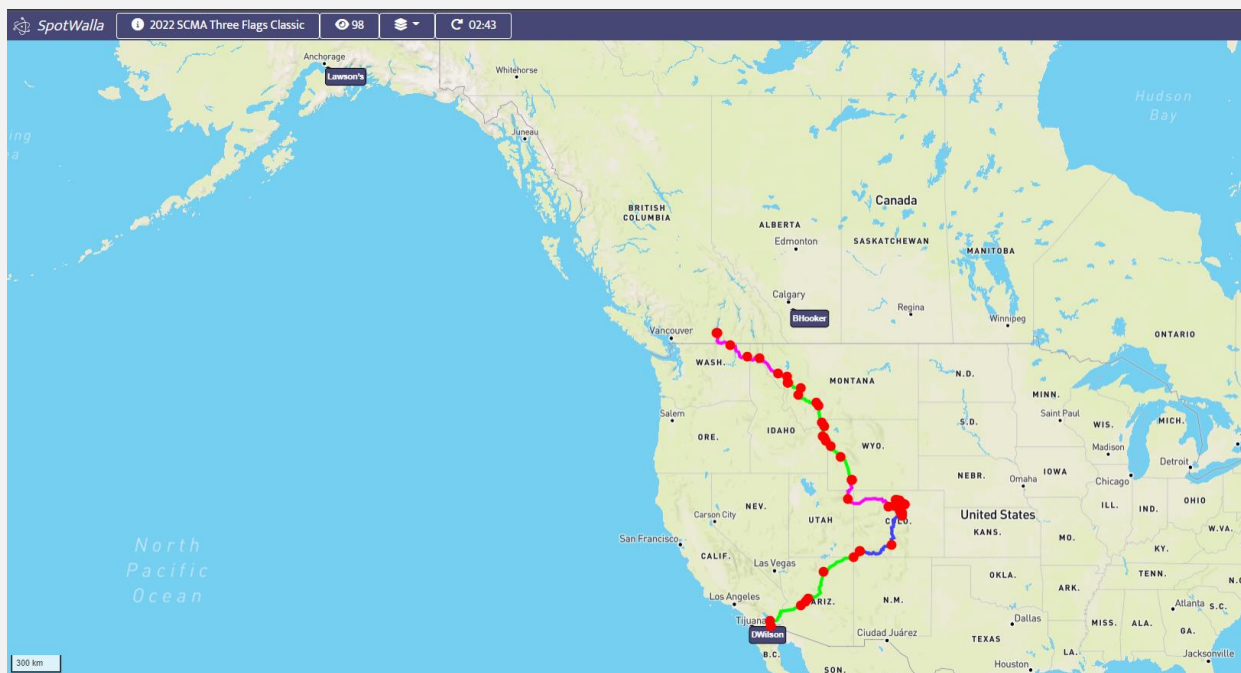 SpotWalla
2022 SCMA Three Flags Classic
98
02:43
Anchorage
Lawson's
Whitehorse
Juneau
Hudson
Bay
BRITISH
COLUMBIA
Canada
ALBERTA
Edmonton
SASKATCHEWAN
MANITOBA
Calgary
BHooker
Regina
Winnipeg
Vancouver
ONTARIO
WASH.
MONTANA
N.D.
MINN.
Salem
Saint Paul
WIS.
MICH.
ORE.
IDAHO
S.D.
WYO.
Madison
Detroit
NEBR.
Omaha
IOWA
Chicago
NEV.
ILL.
IND.
OHIO
Carson City
UTAH
COLO.
United States
W.VA.
San Francisco
KANS.
MO.
KY.
North
Pacific
Ocean
CALIF.
Las Vegas
TENN.
OKLA.
ARK.
Los Angeles
ARIZ.
N.M.
Atlanta
S.C.
Tijuana
DWilson
Dallas
MISS.
ALA.
GA.
Ciudad Juárez
TEXAS
B.C.
SON.
LA.
Houston
Jacksonville
300 km